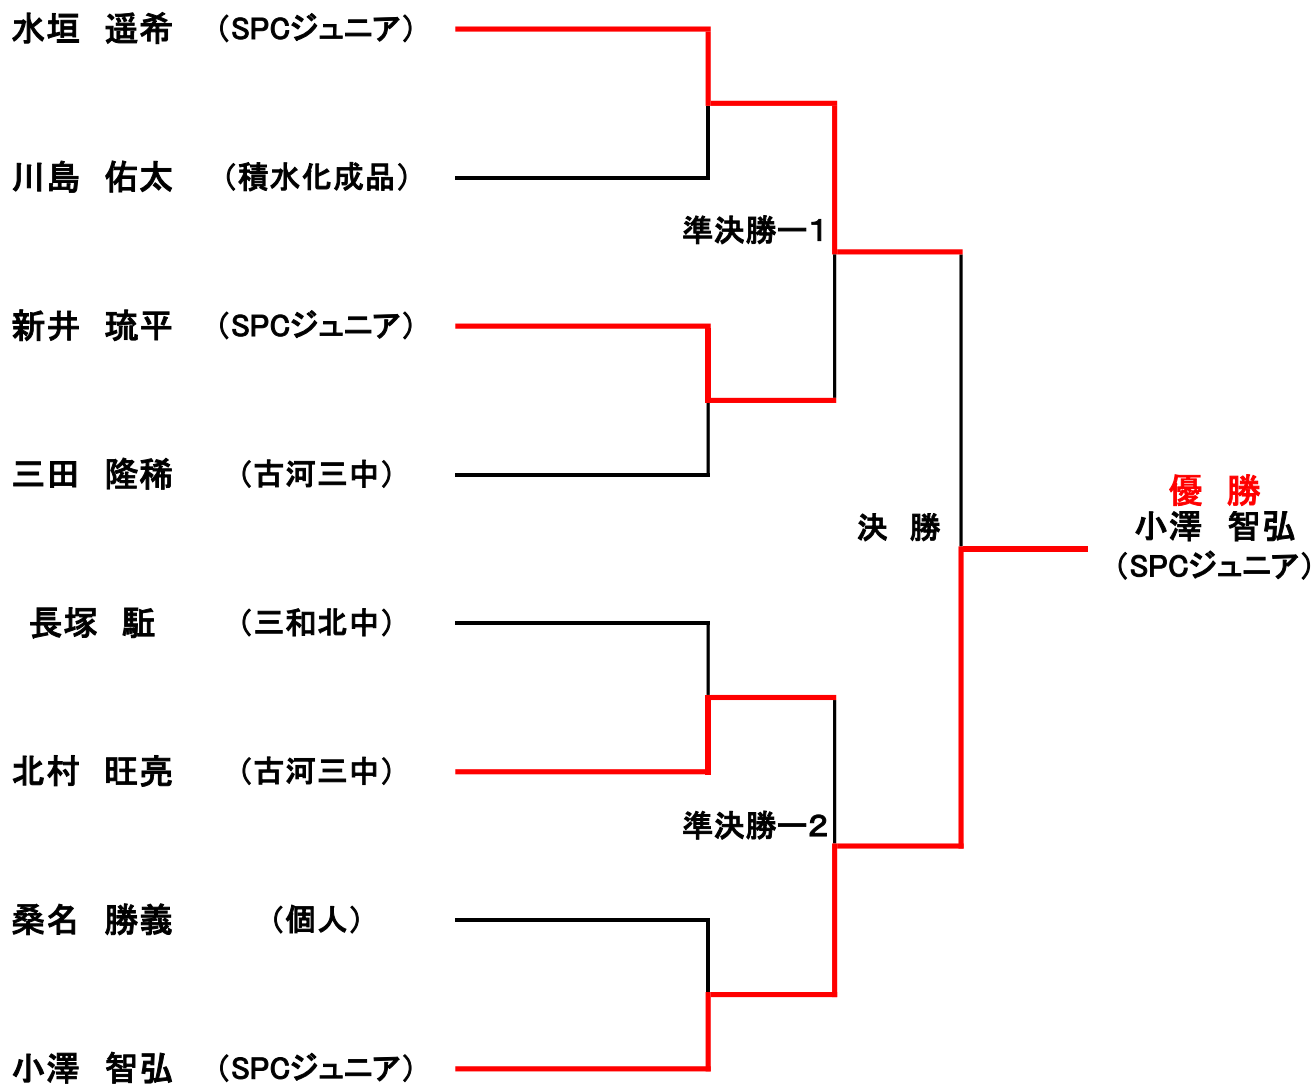 水垣 遥希 (SPCジュニア)
川島 佑太 (積水化成品)
準決勝ー1
新井 琉平 (SPCジュニア)
三田 隆稀 (古河三中)
優 勝
決 勝
小澤 智弘
(SPCジュニア)
長塚 (三和北中)
北村 旺亮 (古河三中)
準決勝ー2
桑名 勝義 (個人)
小澤 智弘 (SPCジュニア)